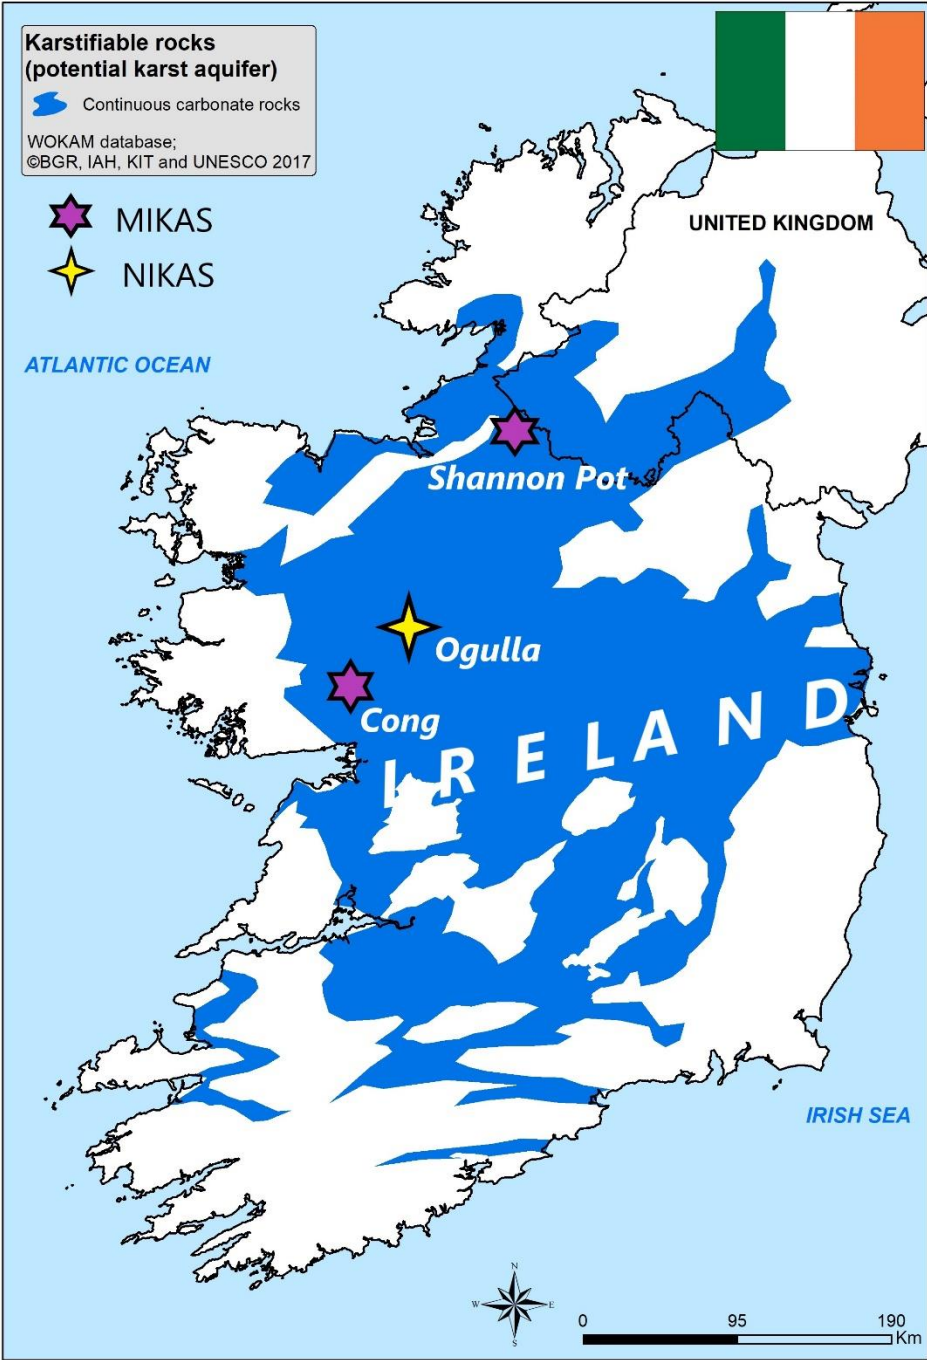 Karstifiable rocks
(potential karst aquifer)
Continuous carbonate rocks
WOKAM database;
©BGR, IAH, KIT and UNESCO 2017
MIKAS
NIKAS
UNITED KINGDOM
ATLANTIC OCEAN
Shannon Pot
Ogulla
Cong
IRELAND
IRISH SEA
N
W E
S
0 95 190
Km